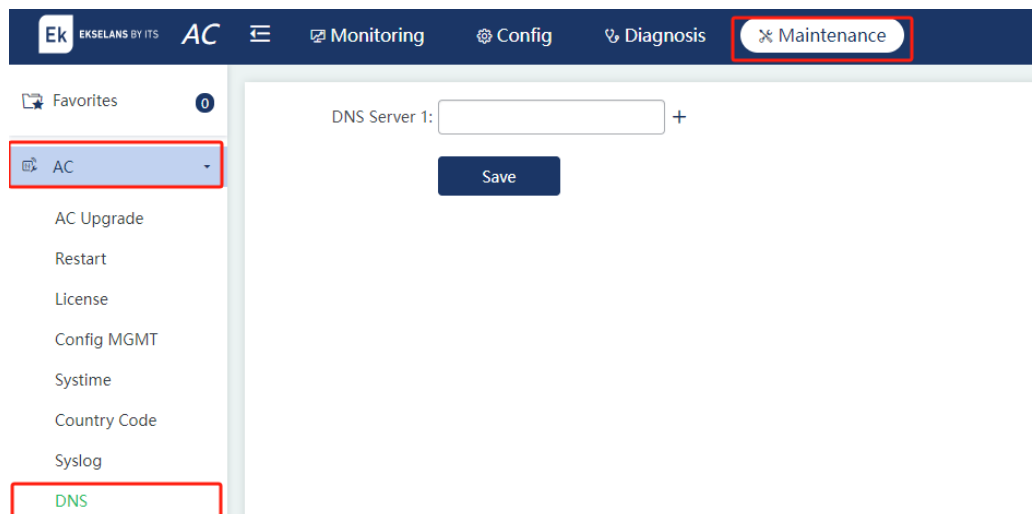 Ek EKSELANS BY ITS AC Monitoring Config Diagnosis Maintenance
Favorites 0
DNS Server 1: +
AC
Save
AC Upgrade
Restart
License
Config MGMT
Systime
Country Code
Syslog
DNS